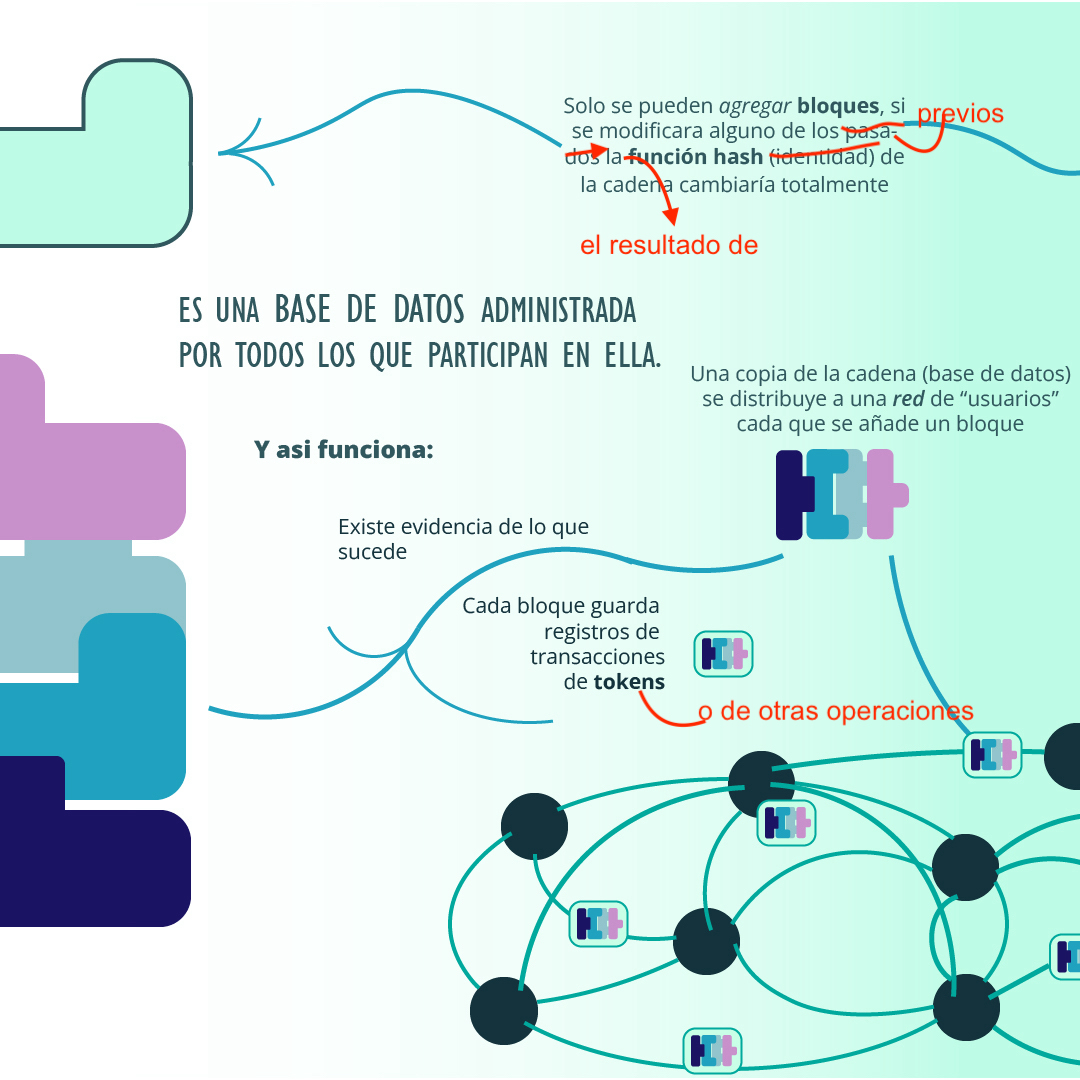 Solo se pueden agregar bloques, si
previos
se modificara alguno de los pasa-
dos la función hash (identidad) de
la cadena cambiaría totalmente
el resultado de
ES UNA BASE DE DATOS ADMINISTRADA
POR TODOS LOS QUE PARTICIPAN EN ELLA.
Una copia de la cadena (base de datos)
se distribuye a una red de “usuarios”
cada que se añade un bloque
Y asi funciona:
Existe evidencia de lo que
sucede
Cada bloque guarda
registros de
transacciones
de tokens
o de otras operaciones